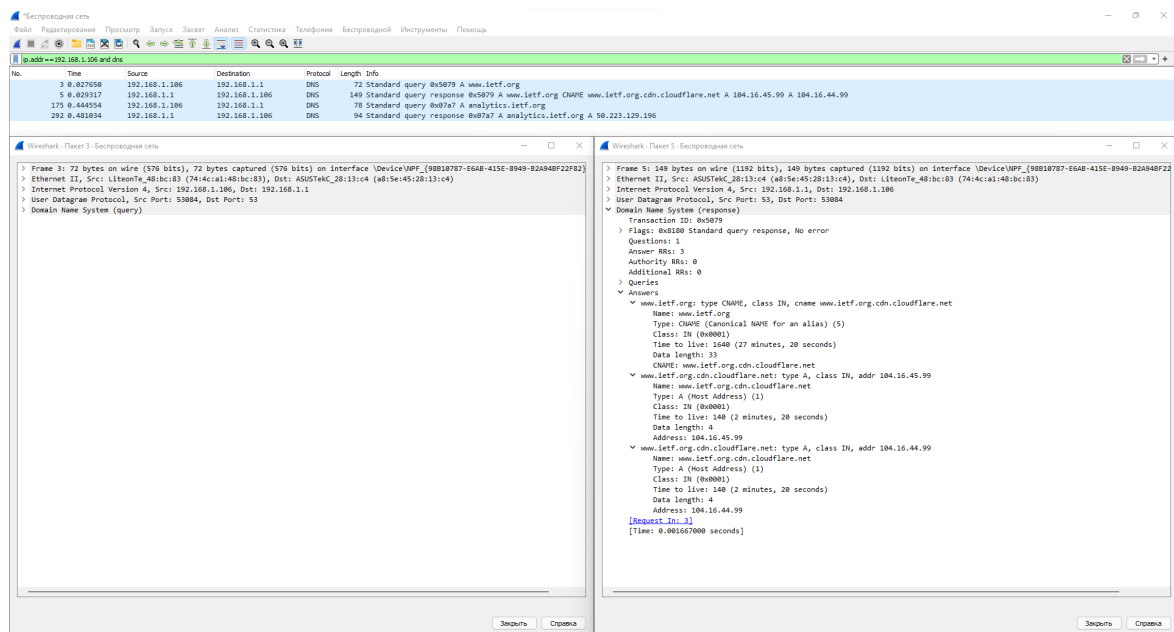 *Беспроводная сеть
Файл Редактирование Просмотр Запуск Захват Анализ Статистика Телефония Беспроводной Инструменты Помощь
ip.addr==192.168.1.106 and dns
No. Time Source Destination Protocol Length Info
3 0.027650 192.168.1.106 192.168.1.1 DNS 72 Standard query 0x5079 A www.ietf.org
5 0.029317 192.168.1.1 192.168.1.106 DNS 149 Standard query response 0x5079 A www.ietf.org CNAME www.ietf.org.cdn.cloudflare.net A 104.16.45.99 A 104.16.44.99
175 0.444554 192.168.1.106 192.168.1.1 DNS 78 Standard query 0x07a7 A analytics.ietf.org
292 0.481034 192.168.1.1 192.168.1.106 DNS 94 Standard query response 0x07a7 A analytics.ietf.org A 50.223.129.196
Wireshark · Пакет 3 · Беспроводная сеть
Frame 3: 72 bytes on wire (576 bits), 72 bytes captured (576 bits) on interface \Device\NPF_{98B10787-E6AB-415E-8949-B2A94BF22F82}
Ethernet II, Src: LiteonTe_48:bc:83 (74:4c:a1:48:bc:83), Dst: ASUSTekC_28:13:c4 (a8:5e:45:28:13:c4)
Internet Protocol Version 4, Src: 192.168.1.106, Dst: 192.168.1.1
User Datagram Protocol, Src Port: 53084, Dst Port: 53
Domain Name System (query)
Закрыть Справка
Wireshark · Пакет 5 · Беспроводная сеть
Frame 5: 149 bytes on wire (1192 bits), 149 bytes captured (1192 bits) on interface \Device\NPF_{98B10787-E6AB-415E-8949-B2A94BF22
Ethernet II, Src: ASUSTekC_28:13:c4 (a8:5e:45:28:13:c4), Dst: LiteonTe_48:bc:83 (74:4c:a1:48:bc:83)
Internet Protocol Version 4, Src: 192.168.1.1, Dst: 192.168.1.106
User Datagram Protocol, Src Port: 53, Dst Port: 53084
Domain Name System (response)
Transaction ID: 0x5079
Flags: 0x8180 Standard query response, No error
Questions: 1
Answer RRs: 3
Authority RRs: 0
Additional RRs: 0
Queries
Answers
www.ietf.org: type CNAME, class IN, cname www.ietf.org.cdn.cloudflare.net
Name: www.ietf.org
Type: CNAME (Canonical NAME for an alias) (5)
Class: IN (0x0001)
Time to live: 1640 (27 minutes, 20 seconds)
Data length: 33
CNAME: www.ietf.org.cdn.cloudflare.net
www.ietf.org.cdn.cloudflare.net: type A, class IN, addr 104.16.45.99
Name: www.ietf.org.cdn.cloudflare.net
Type: A (Host Address) (1)
Class: IN (0x0001)
Time to live: 140 (2 minutes, 20 seconds)
Data length: 4
Address: 104.16.45.99
www.ietf.org.cdn.cloudflare.net: type A, class IN, addr 104.16.44.99
Name: www.ietf.org.cdn.cloudflare.net
Type: A (Host Address) (1)
Class: IN (0x0001)
Time to live: 140 (2 minutes, 20 seconds)
Data length: 4
Address: 104.16.44.99
[Request In: 3]
[Time: 0.001667000 seconds]
Закрыть Справка